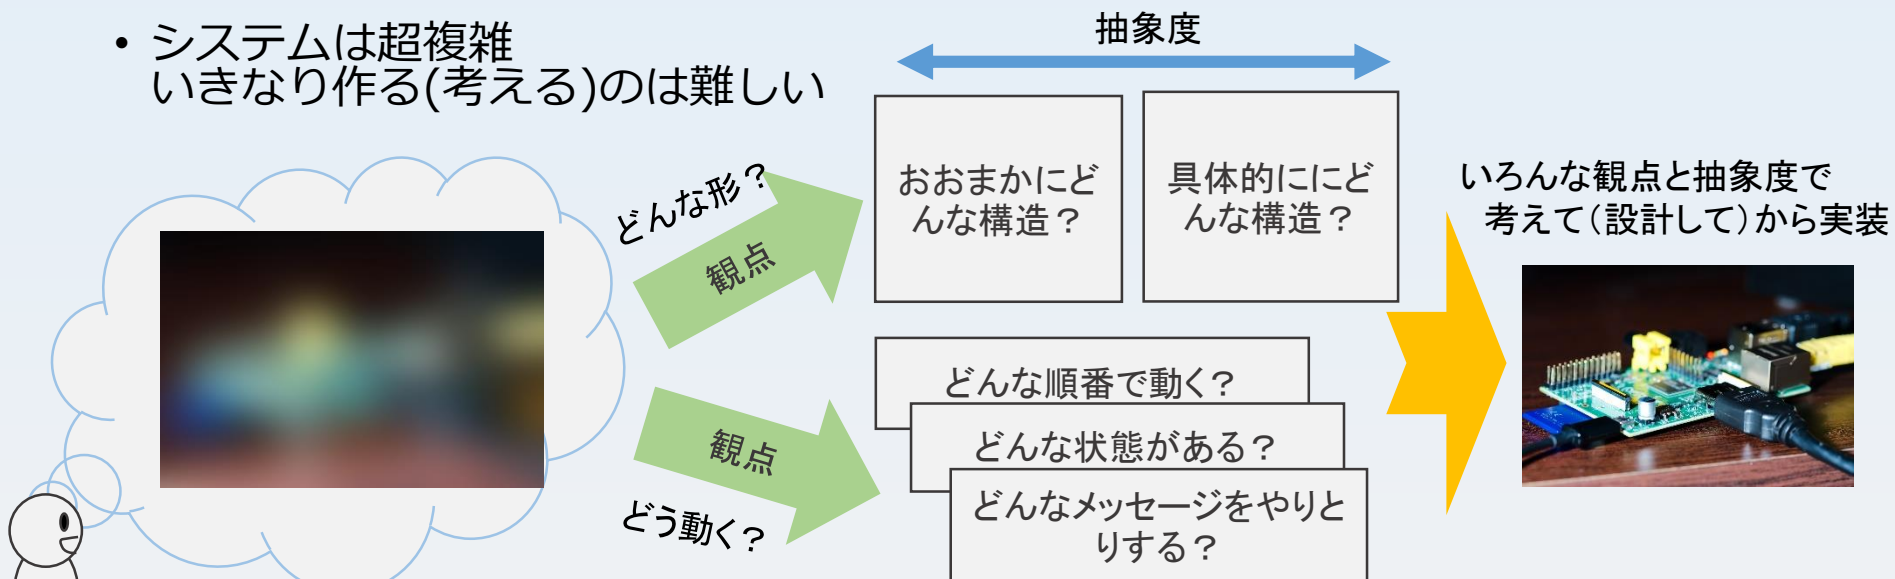 • システムは超複雑
いきなり作る(考える)のは難しい
抽象度
どんな形？
観点
おおまかにど
んな構造？
具体的ににど
んな構造？
観点
どう動く？
どんな順番で動く？
どんな状態がある？
どんなメッセージをやりと
りする？
いろんな観点と抽象度で
考えて（設計して）から実装